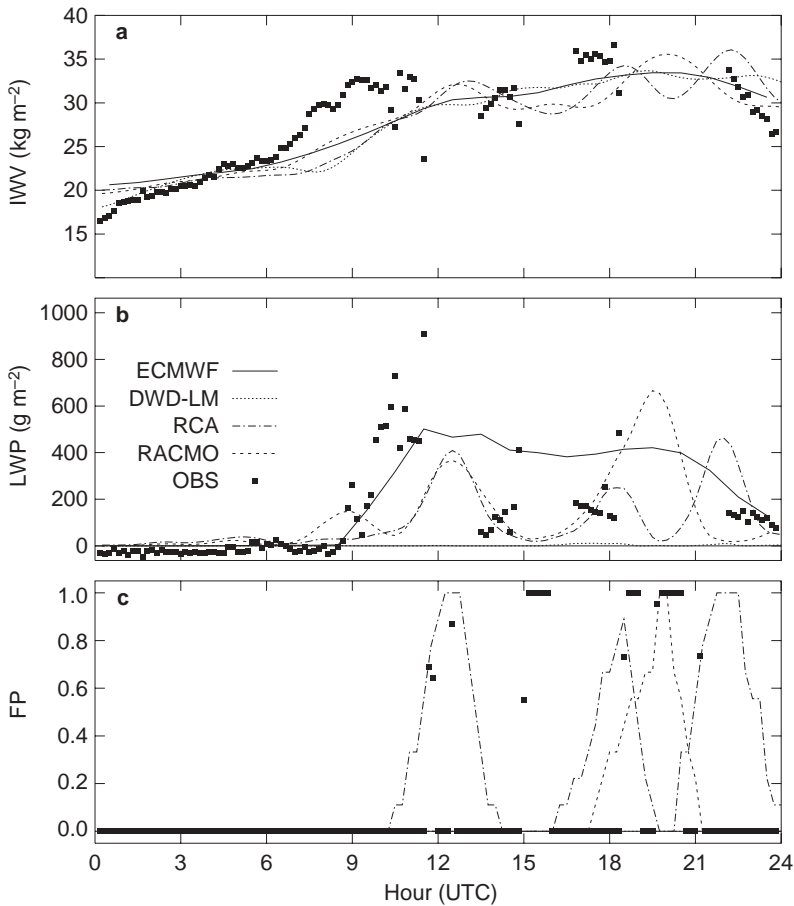 a
40
35
30
25
20
15
IWV (kg m−2)
b
1000
800
600
400
200
0
LWP (g m−2)
ECMWF
DWD-LM
RCA
RACMO
OBS
c
1.0
0.8
0.6
0.4
0.2
0.0
FP
0 3 6 9 12 15 18 21 24
Hour (UTC)